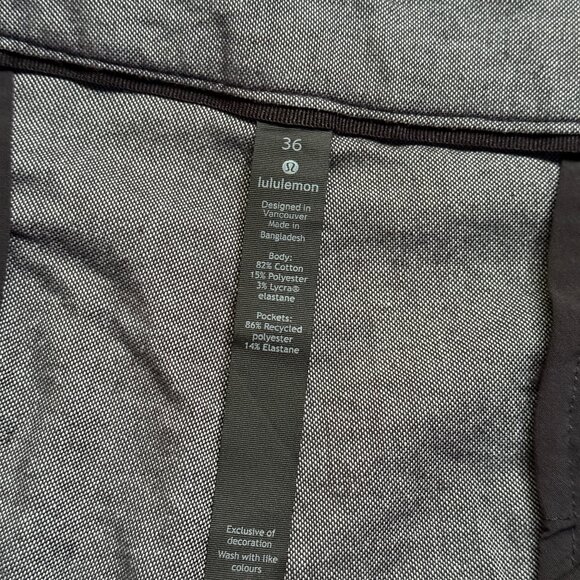 36
lululemon
Designed in
Vancouver
Made in
Bangladesh
Body:
82% Cotton
15% Polyester
3% Lycra®
elastane
Pockets:
86% Recycled
polyester
14% Elastane
Exclusive of
decoration
Wash with like
colours